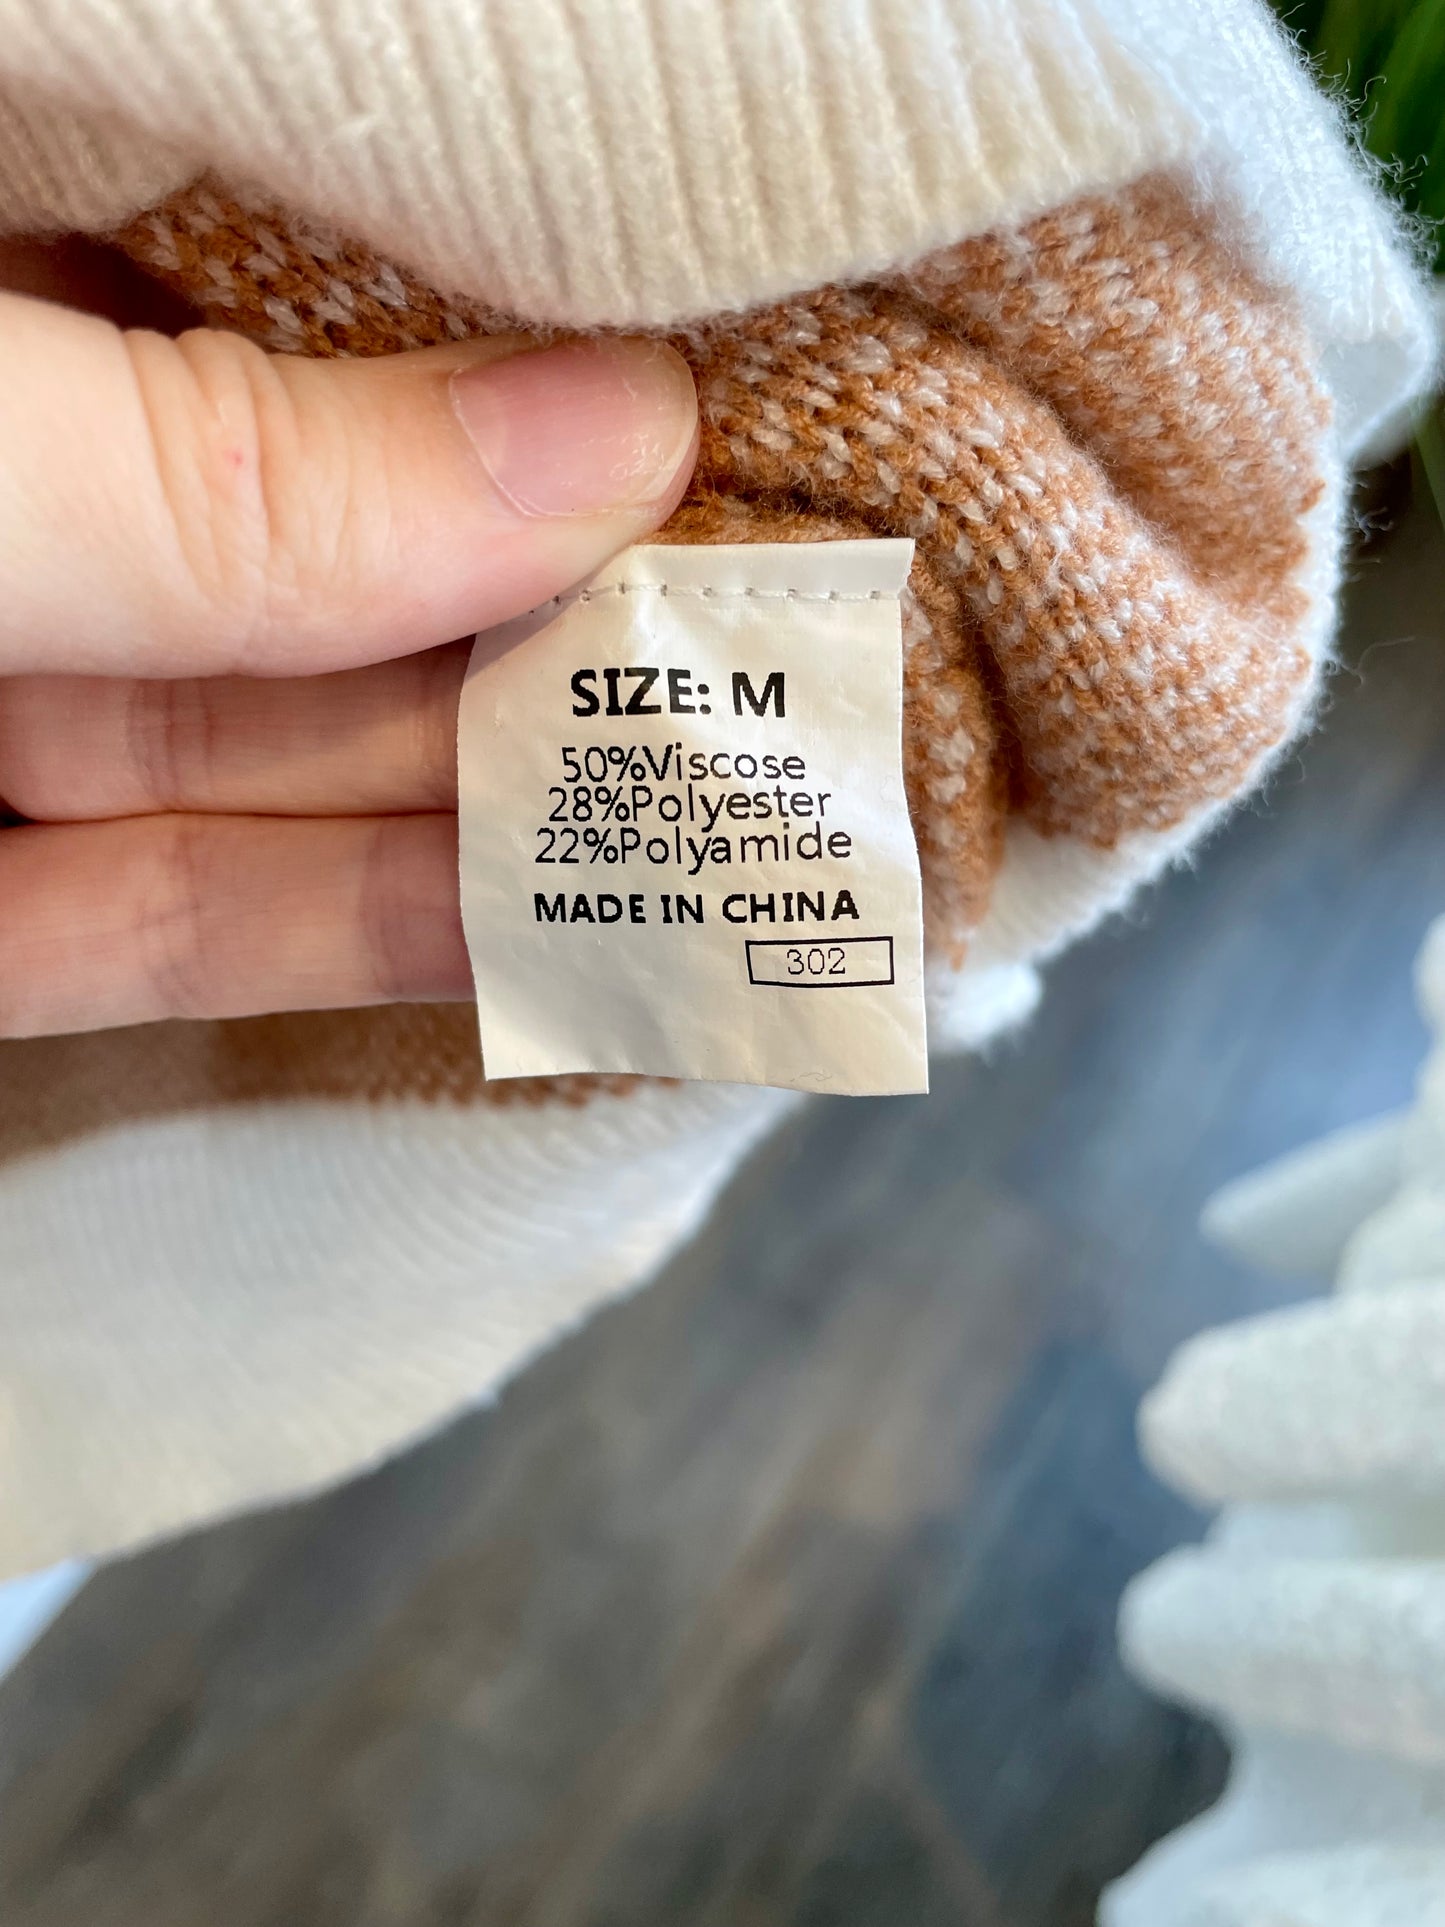 SIZE: M
50%Viscose
28%Polyester
22%Polyamide
MADE IN CHINA
302